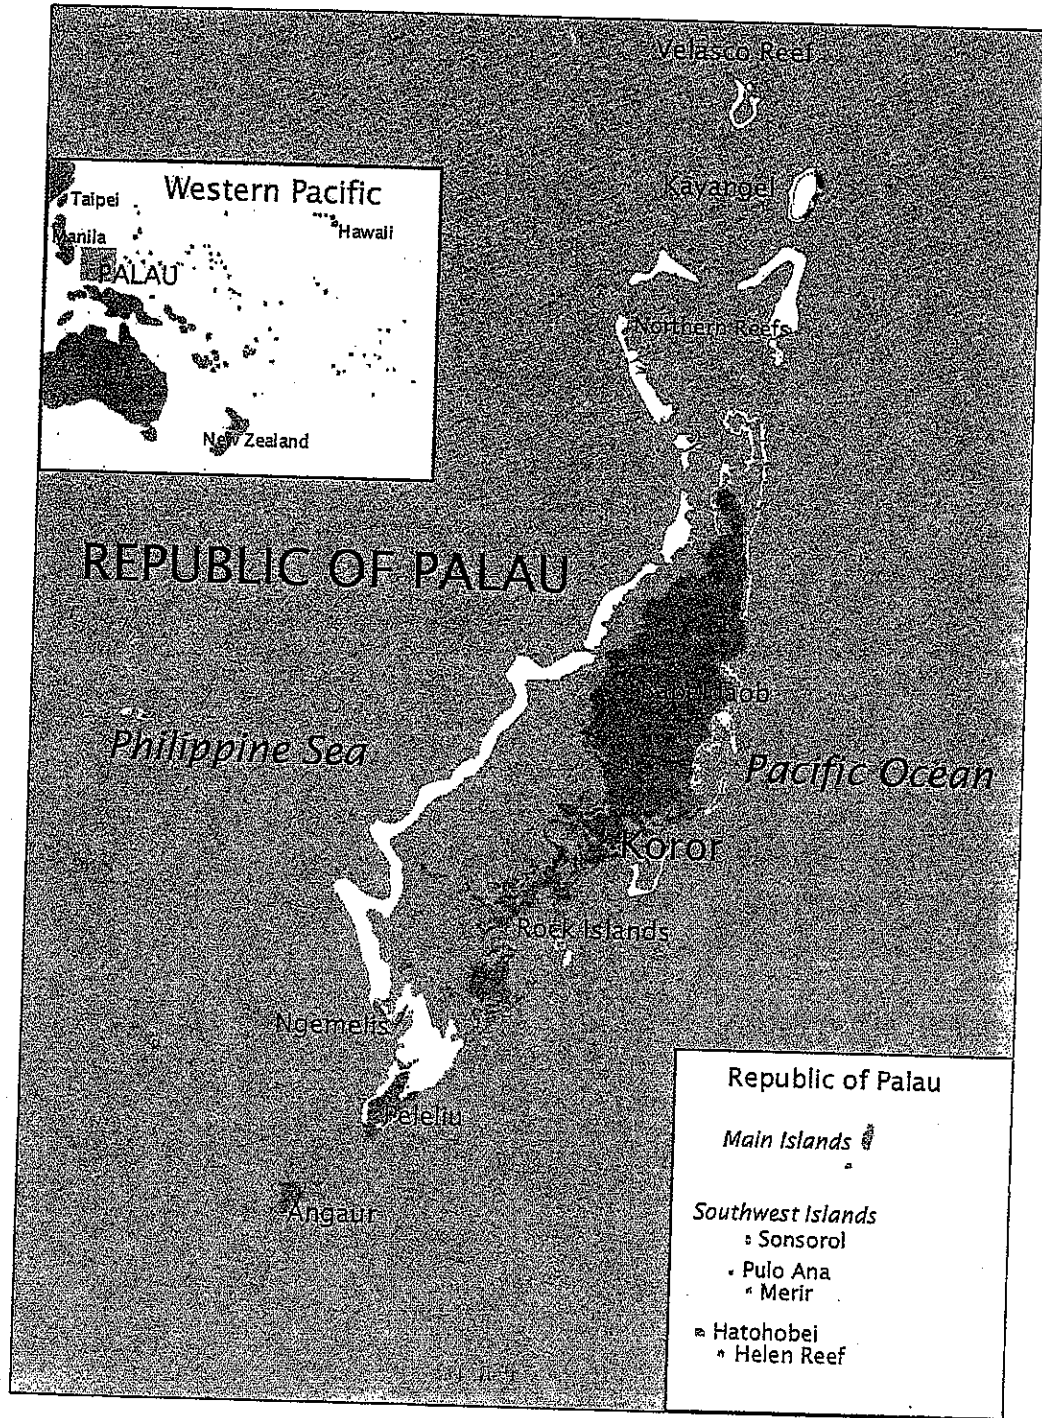 Velasco Reef
Kayangel
Western Pacific
Taipei
Hawaii
Manila
PALAU
New Zealand
Northern Reefs
REPUBLIC OF PALAU
Philippine Sea
Pacific Ocean
Koror
Rock Islands
Ngemelis
Peleliu
Angaur
Republic of Palau
Main Islands
Southwest Islands
Sonsorol
Pulo Ana
Merir
Hatohobei
Helen Reef